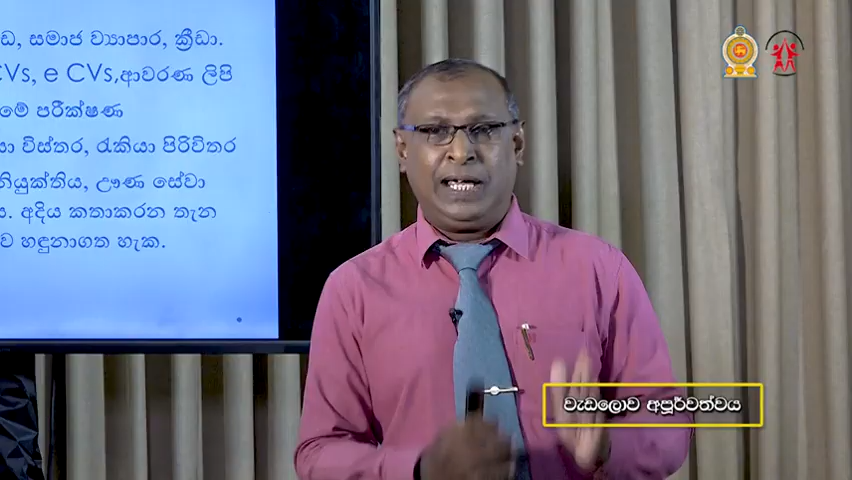 ඩ, සමාජ ව්‍යාපාර, ක්‍රීඩා.
CVs, e CVs,ආවරණ ලිපි
මේ පරීක්ෂණ
විස්තර, රැකියා පිරිවිතර
නියුක්තිය, ඌණ සේවා
ය. අදිය කතාකරන තැන
ව හඳුනාගත හැක.
වැඩලොව අපූර්වත්වය